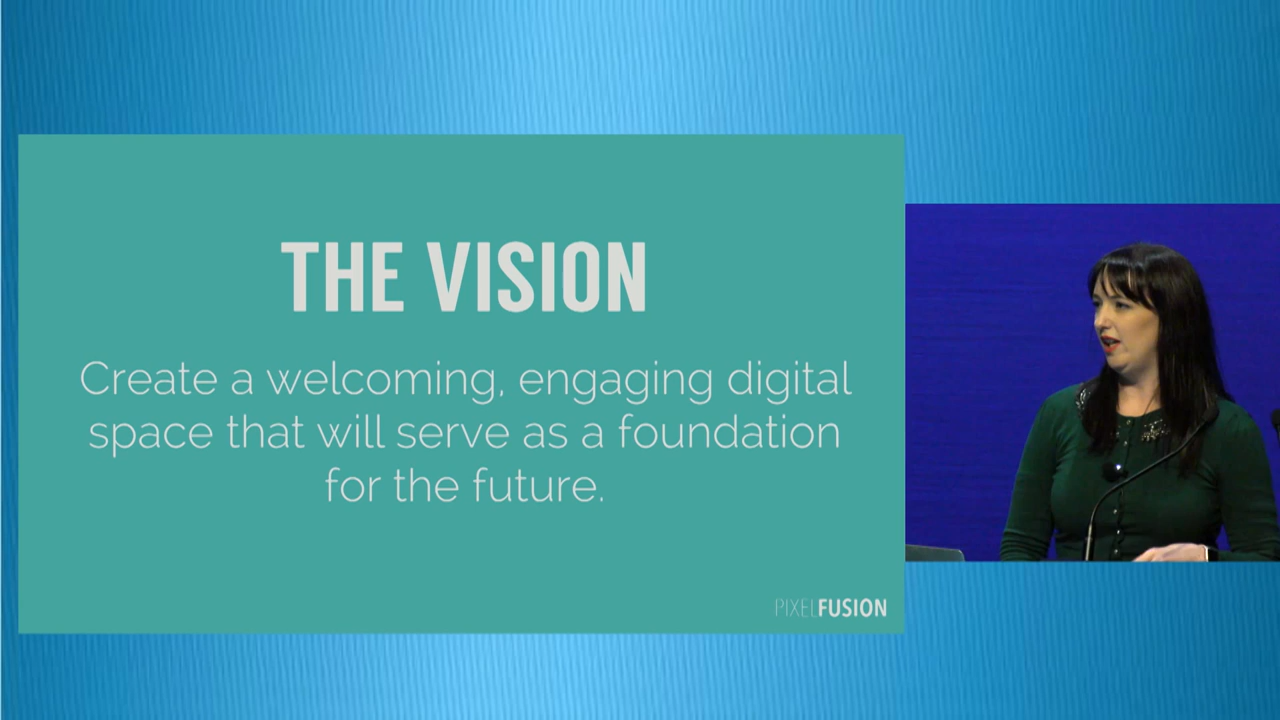 THE VISION
Create a welcoming, engaging digital
space that will serve as a foundation
for the future.
PIXELFUSION